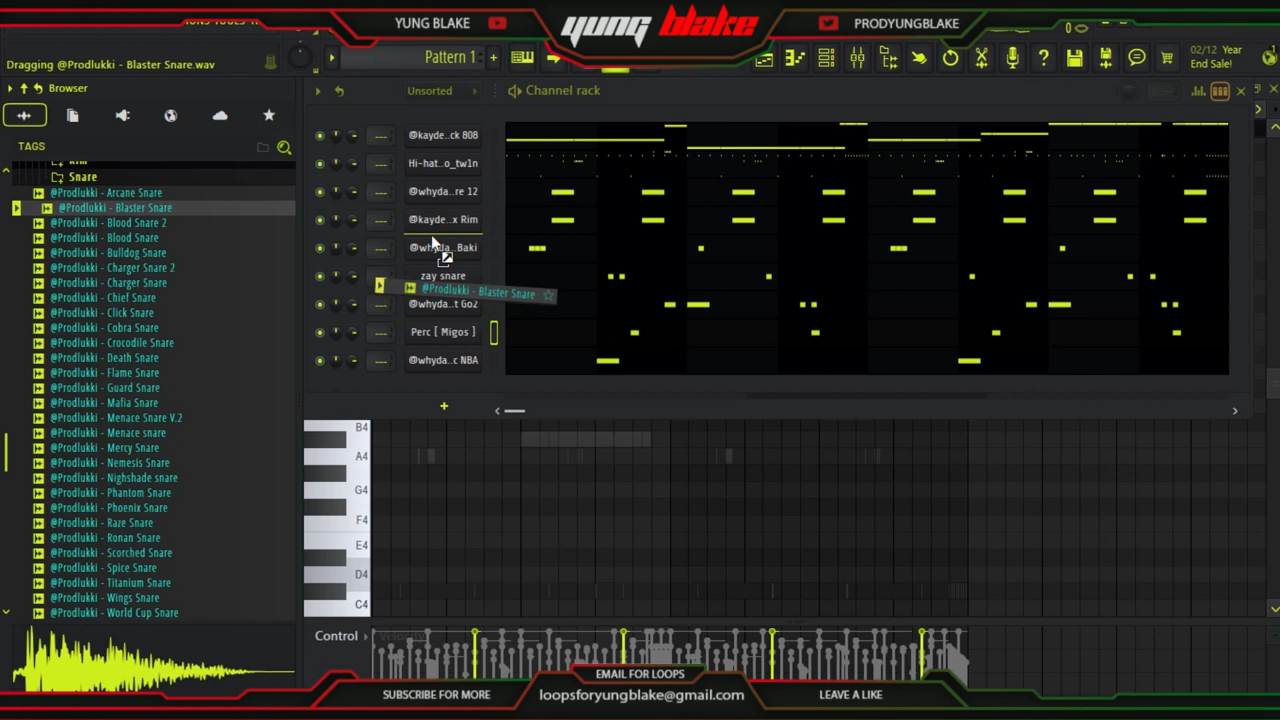 YUNG BLAKE
yung blake
PRODYUNGBLAKE
Dragging @Prodlukki - Blaster Snare.wav
Pattern 1
02/12 Year
End Sale!
Browser
Unsorted
Channel rack
TAGS
Snare
@Prodlukki - Arcane Snare
@Prodlukki - Blaster Snare
@Prodlukki - Blood Snare 2
@Prodlukki - Blood Snare
@Prodlukki - Bulldog Snare
@Prodlukki - Charger Snare 2
@Prodlukki - Charger Snare
@Prodlukki - Chief Snare
@Prodlukki - Click Snare
@Prodlukki - Cobra Snare
@Prodlukki - Crocodile Snare
@Prodlukki - Death Snare
@Prodlukki - Flame Snare
@Prodlukki - Guard Snare
@Prodlukki - Mafia Snare
@Prodlukki - Menace Snare V.2
@Prodlukki - Menace snare
@Prodlukki - Mercy Snare
@Prodlukki - Nemesis Snare
@Prodlukki - Nighshade snare
@Prodlukki - Phantom Snare
@Prodlukki - Phoenix Snare
@Prodlukki - Raze Snare
@Prodlukki - Ronan Snare
@Prodlukki - Scorched Snare
@Prodlukki - Spice Snare
@Prodlukki - Titanium Snare
@Prodlukki - Wings Snare
@Prodlukki - World Cup Snare
@kayde..ck 808
Hi-hat..o_tw1n
@whyda..re 12
@kayde..x Rim
@whyda..Baki
zay snare
@Prodlukki - Blaster Snare
@whyda..t Go2
Perc [ Migos ]
@whyda..c NBA
B4
A4
G4
F4
E4
D4
C4
Control
Velocity
EMAIL FOR LOOPS
SUBSCRIBE FOR MORE
loopsforyungblake@gmail.com
LEAVE A LIKE